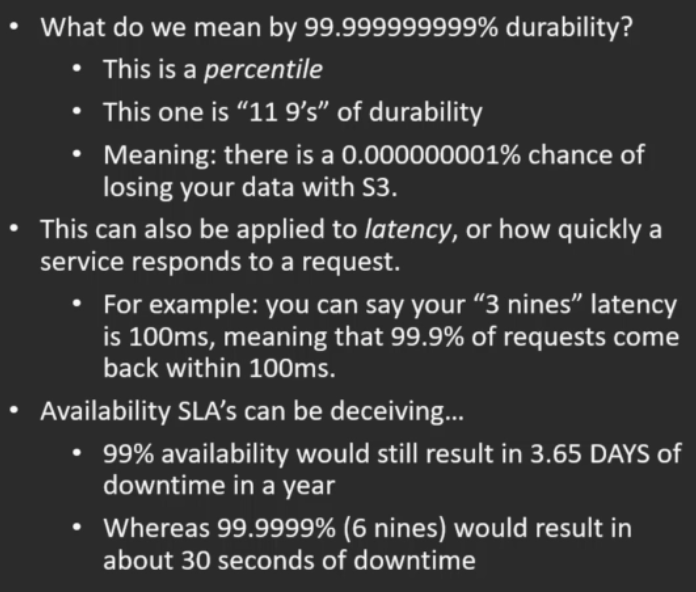 • What do we mean by 99.999999999% durability?
• This is a percentile
• This one is “11 9’s” of durability
• Meaning: there is a 0.000000001% chance of
losing your data with S3.
• This can also be applied to latency, or how quickly a
service responds to a request.
• For example: you can say your “3 nines” latency
is 100ms, meaning that 99.9% of requests come
back within 100ms.
• Availability SLA’s can be deceiving…
• 99% availability would still result in 3.65 DAYS of
downtime in a year
• Whereas 99.9999% (6 nines) would result in
about 30 seconds of downtime